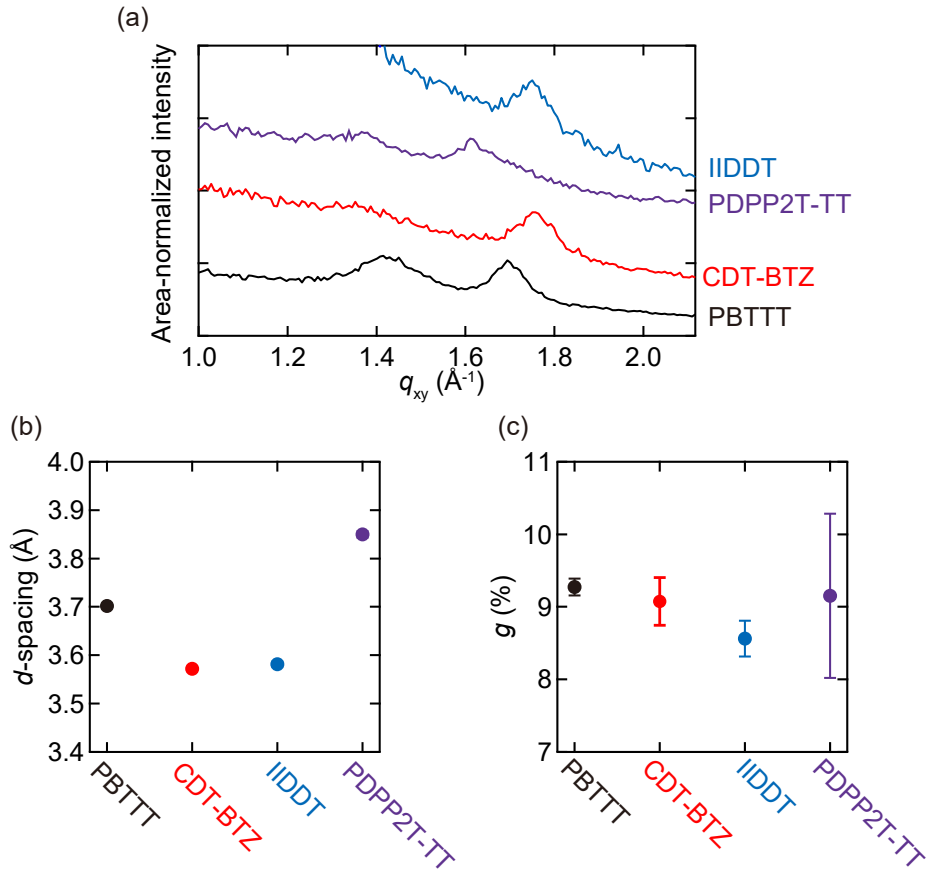 (a)
Area-normalized intensity
IIDDT
PDPP2T-TT
CDT-BTZ
PBTTT
1.0 1.2 1.4 1.6 1.8 2.0
q_xy (Å⁻¹)
(b)
d-spacing (Å)
4.0
3.9
3.8
3.7
3.6
3.5
3.4
PBTTT CDT-BTZ IIDDT PDPP2T-TT
(c)
g (%)
11
10
9
8
7
PBTTT CDT-BTZ IIDDT PDPP2T-TT